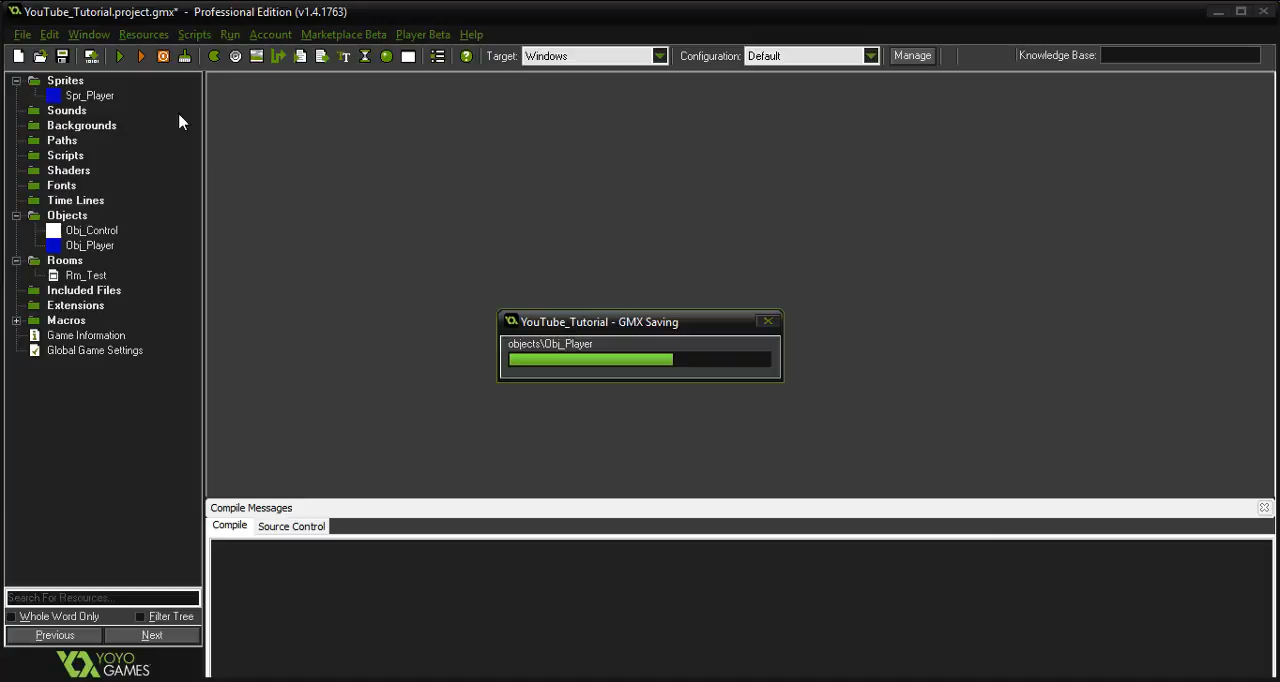 YouTube_Tutorial.project.gmx* - Professional Edition (v1.4.1763)
File Edit Window Resources Scripts Run Account Marketplace Beta Player Beta Help
Target: Windows Configuration: Default Manage Knowledge Base:
Sprites
Spr_Player
Sounds
Backgrounds
Paths
Scripts
Shaders
Fonts
Time Lines
Objects
Obj_Control
Obj_Player
Rooms
Rm_Test
Included Files
Extensions
Macros
Game Information
Global Game Settings
YouTube_Tutorial - GMX Saving
objects\Obj_Player
Compile Messages
Compile Source Control
Search For Resources...
Whole Word Only Filter Tree
Previous Next
YOYO
GAMES